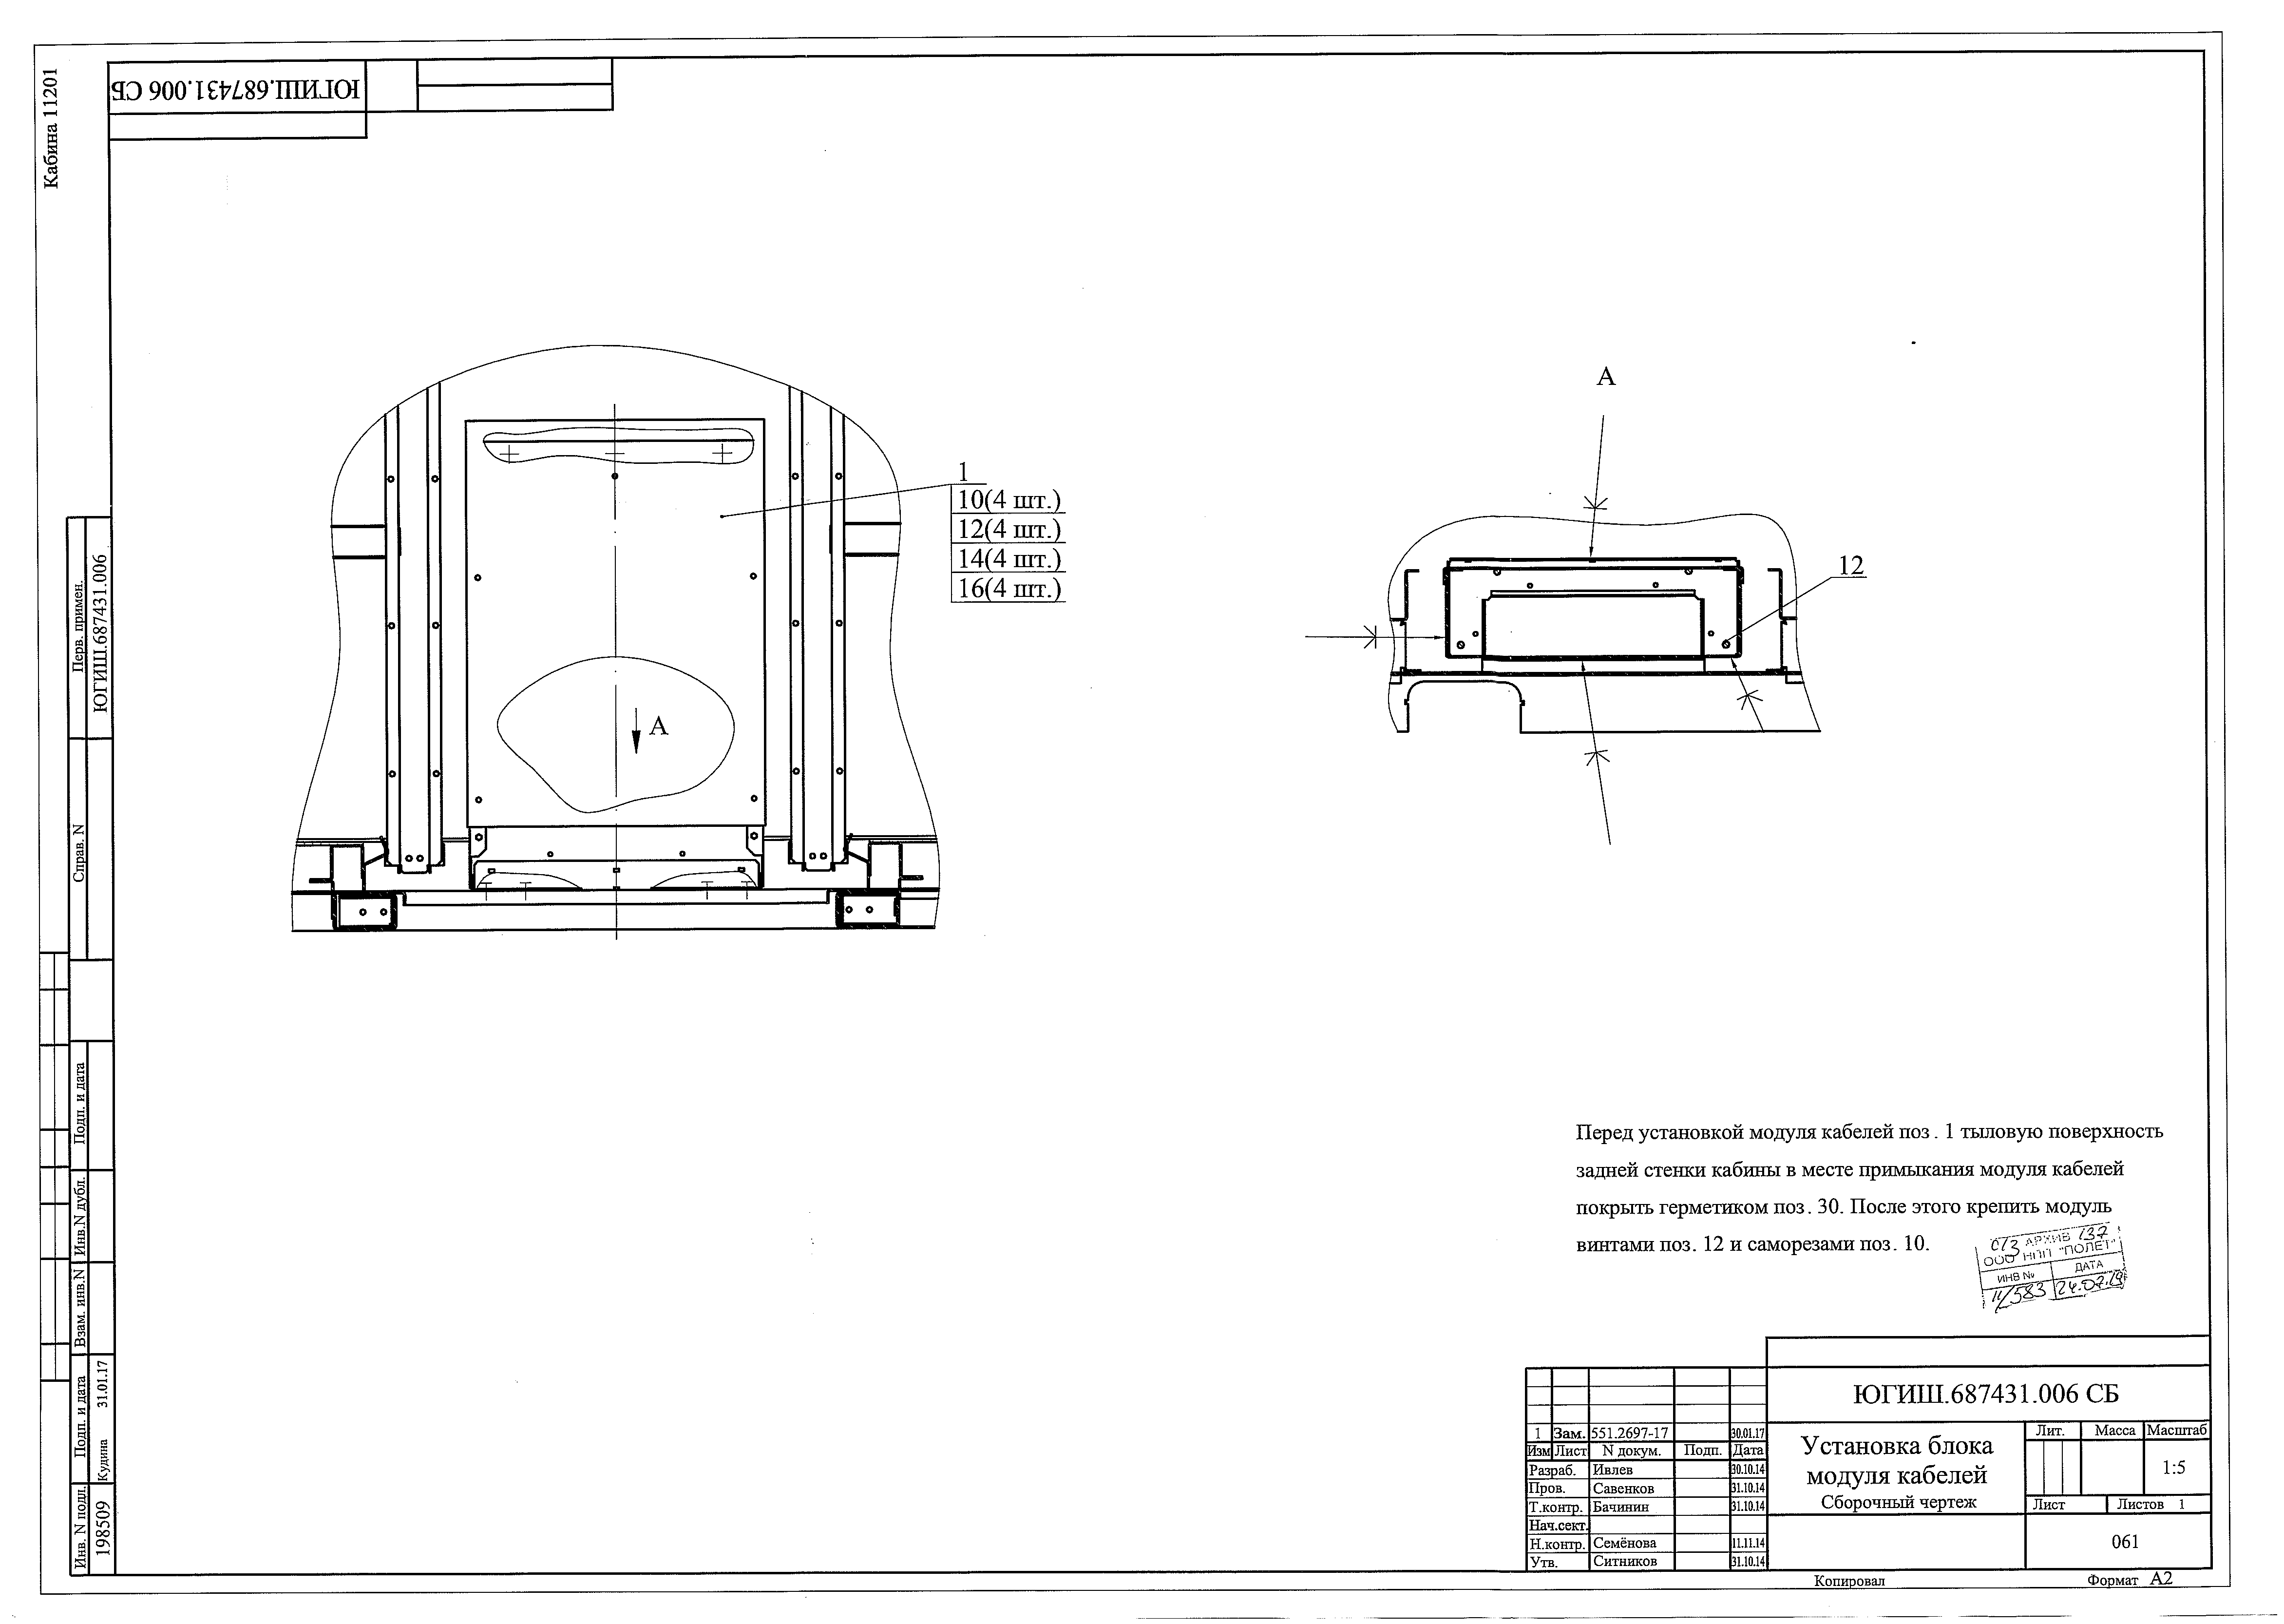 Кабина 11201
ЮГИШ.687431.006 СБ
Перв. примен.
ЮГИШ.687431.006
Справ. N
Подп. и дата
Инв.N дубл.
Взам. инв.N
Подп. и дата
Кудина 31.01.17
Инв. N подл.
198509
1
10(4 шт.)
12(4 шт.)
14(4 шт.)
16(4 шт.)
А
А
12
Перед установкой модуля кабелей поз. 1 тыловую поверхность
задней стенки кабины в месте примыкания модуля кабелей
покрыть герметиком поз. 30. После этого крепить модуль
винтами поз. 12 и саморезами поз. 10.
АРХИВ 137
ООО НПП "ПОЛЕТ"
ИНВ № ДАТА
11/583 24.07.19
ЮГИШ.687431.006 СБ
1 Зам. 551.2697-17 30.01.17
Изм Лист N докум. Подп. Дата
Разраб. Ивлев 30.10.14
Пров. Савенков 31.10.14
Т.контр. Бачинин 31.10.14
Нач.сект.
Н.контр. Семёнова 11.11.14
Утв. Ситников 31.10.14
Установка блока
модуля кабелей
Сборочный чертеж
Лит. Масса Масштаб
1:5
Лист Листов 1
061
Копировал Формат А2